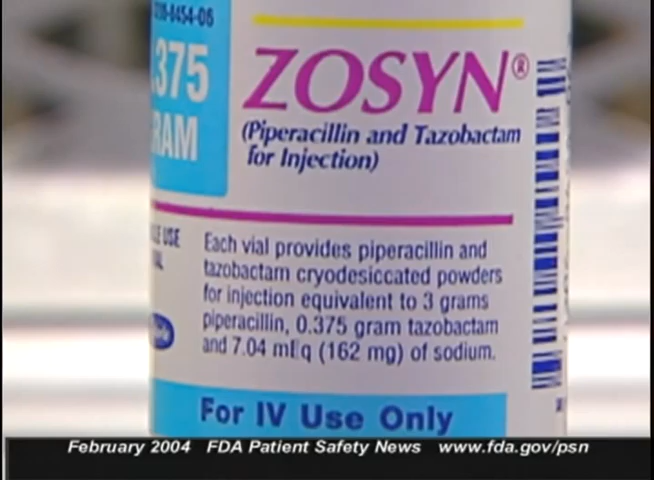 .375
RAM
ZOSYN®
(Piperacillin and Tazobactam
for Injection)
USE
Each vial provides piperacillin and
tazobactam cryodesiccated powders
for injection equivalent to 3 grams
piperacillin, 0.375 gram tazobactam
and 7.04 mEq (162 mg) of sodium.
For IV Use Only
February 2004 FDA Patient Safety News www.fda.gov/psn